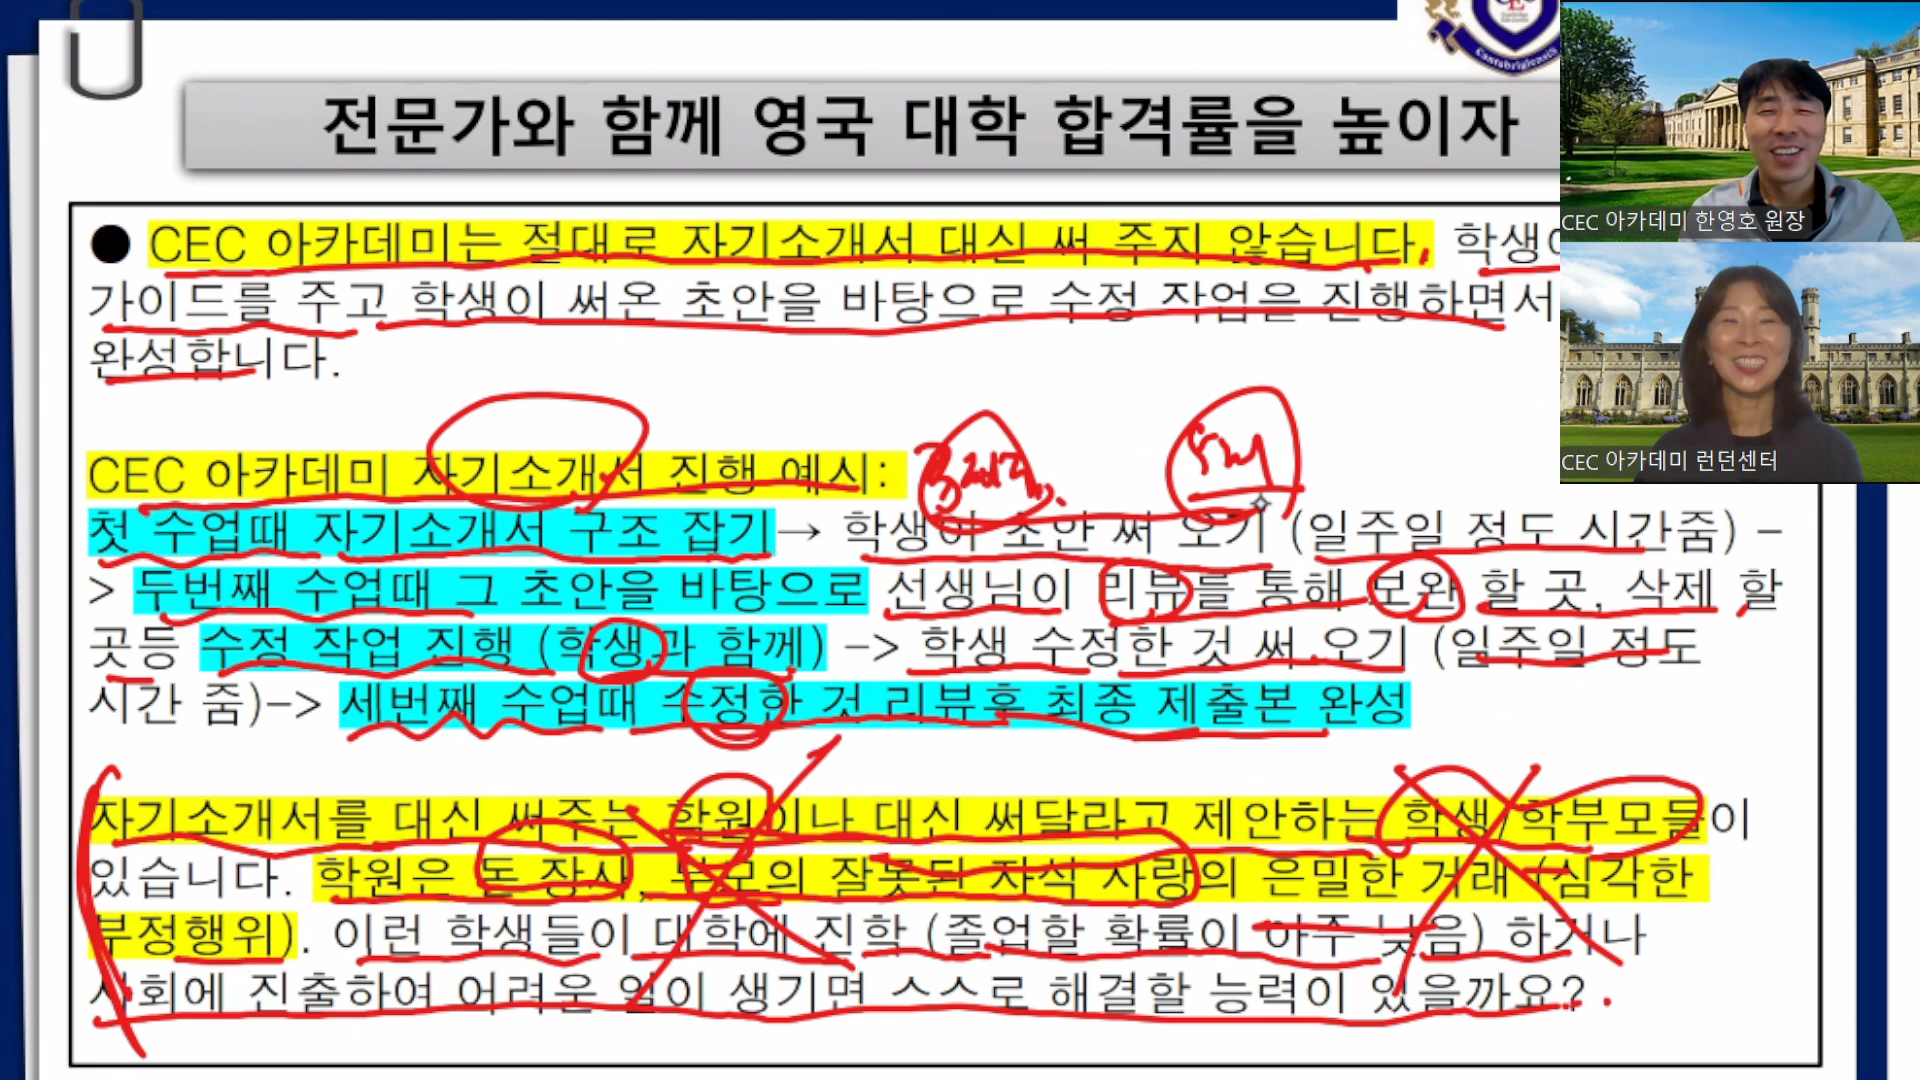 전문가와 함께 영국 대학 합격률을 높이자
● CEC 아카데미는 절대로 자기소개서 대신 써 주지 않습니다. 
가이드를 주고 학생이 써온 초안을 바탕으로 수정 작업을 진행하면서
완성합니다.
CEC 아카데미 자기소개서 진행 예시:
첫 수업때 자기소개서 구조 잡기→ 학생이 초안 써 오기 (일주일 정도 시간줌) –
> 두번째 수업때 그 초안을 바탕으로 선생님이 리뷰를 통해 보완 할 곳, 삭제 할
곳등 수정 작업 진행 (학생과 함께) –> 학생 수정한 것 써 오기 (일주일 정도
시간 줌)–> 세번째 수업때 수정한 것 리뷰후 최종 제출본 완성
자기소개서를 대신 써주는 학원이나 대신 써달라고 제안하는 학생/학부모들이
있습니다. 학원은 돈 장사, 부모의 잘못된 자식 사랑의 은밀한 거래 (심각한
부정행위). 이런 학생들이 대학에 진학 (졸업할 확률이 아주 낮음) 하거나
사회에 진출하여 어려운 일이 생기면 스스로 해결할 능력이 있을까요?
CEC 아카데미 한영호 원장
CEC 아카데미 런던센터